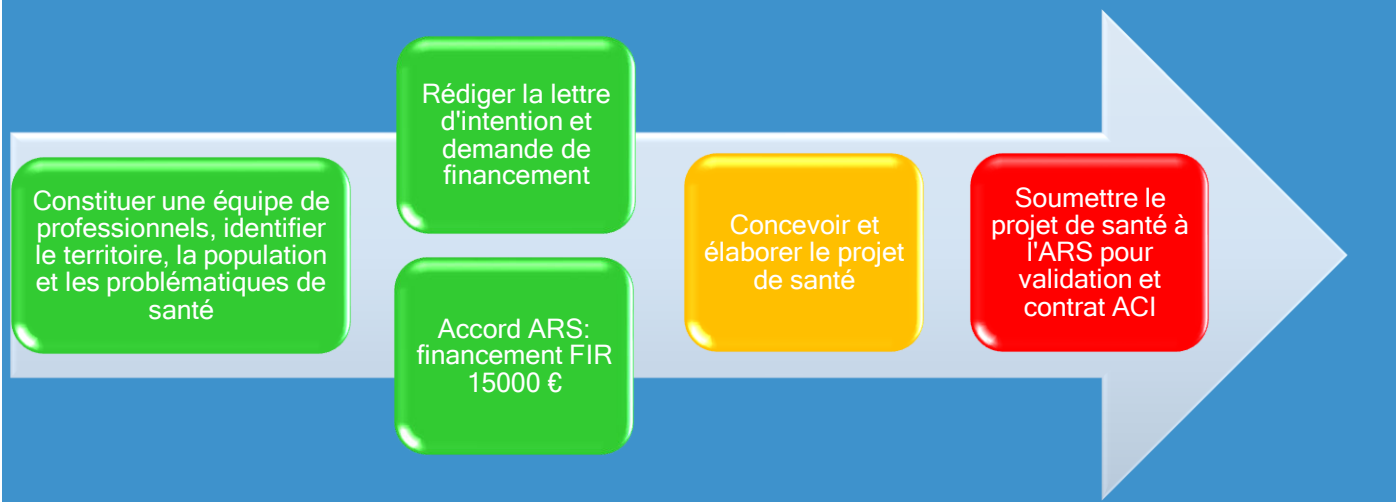 Constituer une équipe de
professionnels, identifier
le territoire, la population
et les problématiques de
santé
Rédiger la lettre
d'intention et
demande de
financement
Accord ARS:
financement FIR
15000 €
Concevoir et
élaborer le projet
de santé
Soumettre le
projet de santé à
l'ARS pour
validation et
contrat ACI